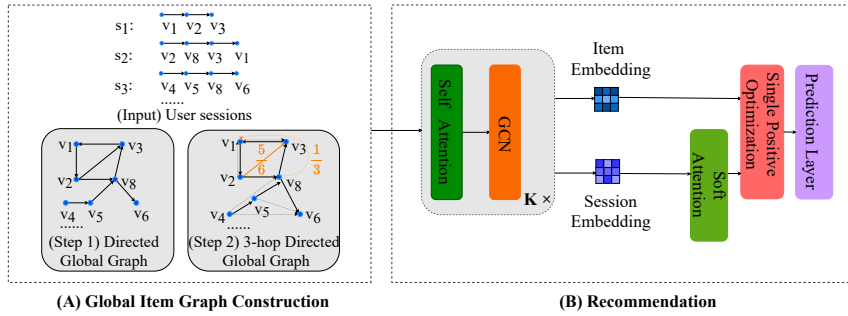 s1:
v1 v2 v3
s2:
v2 v8 v3 v1
s3:
v4 v5 v8 v6
......
(Input) User sessions
v1 v3
v2 v8
v4 v5 v6
......
(Step 1) Directed
Global Graph
v1 v3
5/6 1/3
v2 v8
v4 v5 v6
......
(Step 2) 3-hop Directed
Global Graph
(A) Global Item Graph Construction
Self Attention
GCN
K ×
Item
Embedding
Session
Embedding
Soft
Attention
Single Positive
Optimization
Prediction Layer
(B) Recommendation